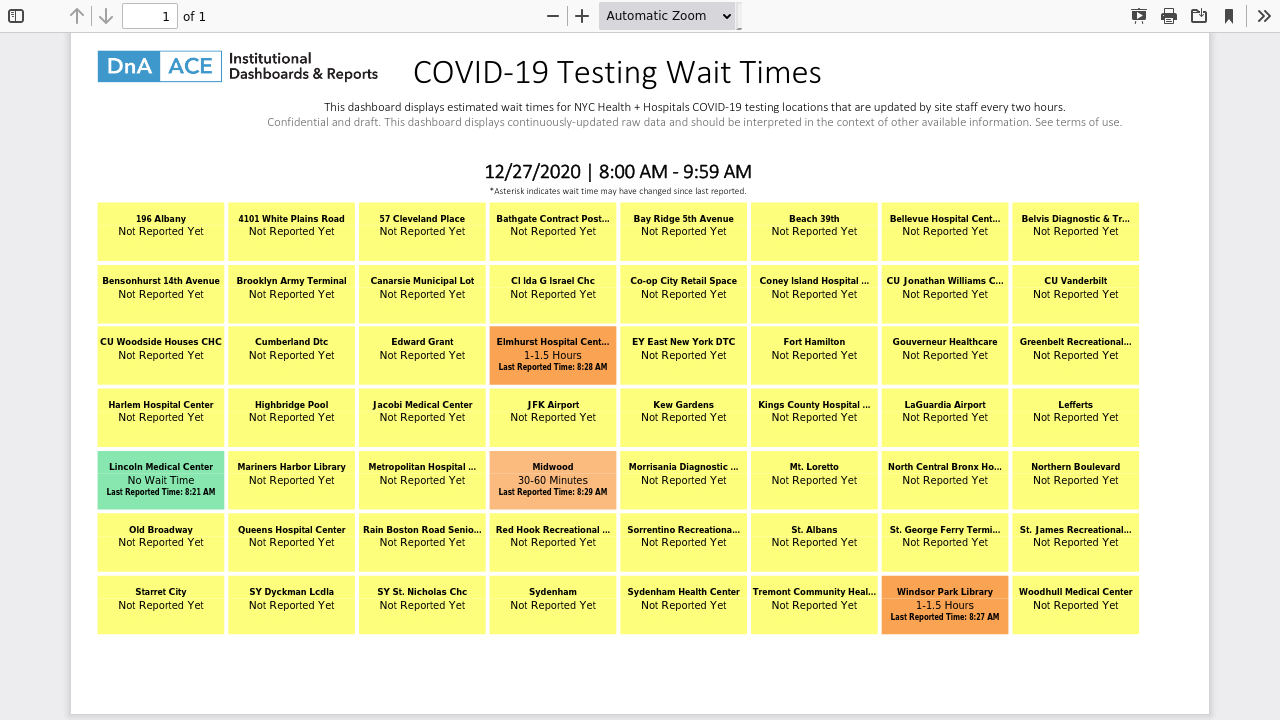 1 of 1 Automatic Zoom
DnA ACE Institutional
Dashboards & Reports
COVID-19 Testing Wait Times
This dashboard displays estimated wait times for NYC Health + Hospitals COVID-19 testing locations that are updated by site staff every two hours.
Confidential and draft. This dashboard displays continuously-updated raw data and should be interpreted in the context of other available information. See terms of use.
12/27/2020 | 8:00 AM - 9:59 AM
*Asterisk indicates wait time may have changed since last reported.
196 Albany 4101 White Plains Road 57 Cleveland Place Bathgate Contract Post... Bay Ridge 5th Avenue Beach 39th Bellevue Hospital Cent... Belvis Diagnostic & Tr...
Not Reported Yet Not Reported Yet Not Reported Yet Not Reported Yet Not Reported Yet Not Reported Yet Not Reported Yet Not Reported Yet
Bensonhurst 14th Avenue Brooklyn Army Terminal Canarsie Municipal Lot CI Ida G Israel Chc Co-op City Retail Space Coney Island Hospital ... CU Jonathan Williams C... CU Vanderbilt
Not Reported Yet Not Reported Yet Not Reported Yet Not Reported Yet Not Reported Yet Not Reported Yet Not Reported Yet Not Reported Yet
CU Woodside Houses CHC Cumberland Dtc Edward Grant Elmhurst Hospital Cent... EY East New York DTC Fort Hamilton Gouverneur Healthcare Greenbelt Recreational...
Not Reported Yet Not Reported Yet Not Reported Yet 1-1.5 Hours Not Reported Yet Not Reported Yet Not Reported Yet Not Reported Yet
Last Reported Time: 8:28 AM
Harlem Hospital Center Highbridge Pool Jacobi Medical Center JFK Airport Kew Gardens Kings County Hospital ... LaGuardia Airport Lefferts
Not Reported Yet Not Reported Yet Not Reported Yet Not Reported Yet Not Reported Yet Not Reported Yet Not Reported Yet Not Reported Yet
Lincoln Medical Center Mariners Harbor Library Metropolitan Hospital ... Midwood Morrisania Diagnostic ... Mt. Loretto North Central Bronx Ho... Northern Boulevard
No Wait Time Not Reported Yet Not Reported Yet 30-60 Minutes Not Reported Yet Not Reported Yet Not Reported Yet Not Reported Yet
Last Reported Time: 8:21 AM Last Reported Time: 8:29 AM
Old Broadway Queens Hospital Center Rain Boston Road Senio... Red Hook Recreational ... Sorrentino Recreationa... St. Albans St. George Ferry Termi... St. James Recreational...
Not Reported Yet Not Reported Yet Not Reported Yet Not Reported Yet Not Reported Yet Not Reported Yet Not Reported Yet Not Reported Yet
Starret City SY Dyckman Lcdla SY St. Nicholas Chc Sydenham Sydenham Health Center Tremont Community Heal... Windsor Park Library Woodhull Medical Center
Not Reported Yet Not Reported Yet Not Reported Yet Not Reported Yet Not Reported Yet Not Reported Yet 1-1.5 Hours Not Reported Yet
Last Reported Time: 8:27 AM